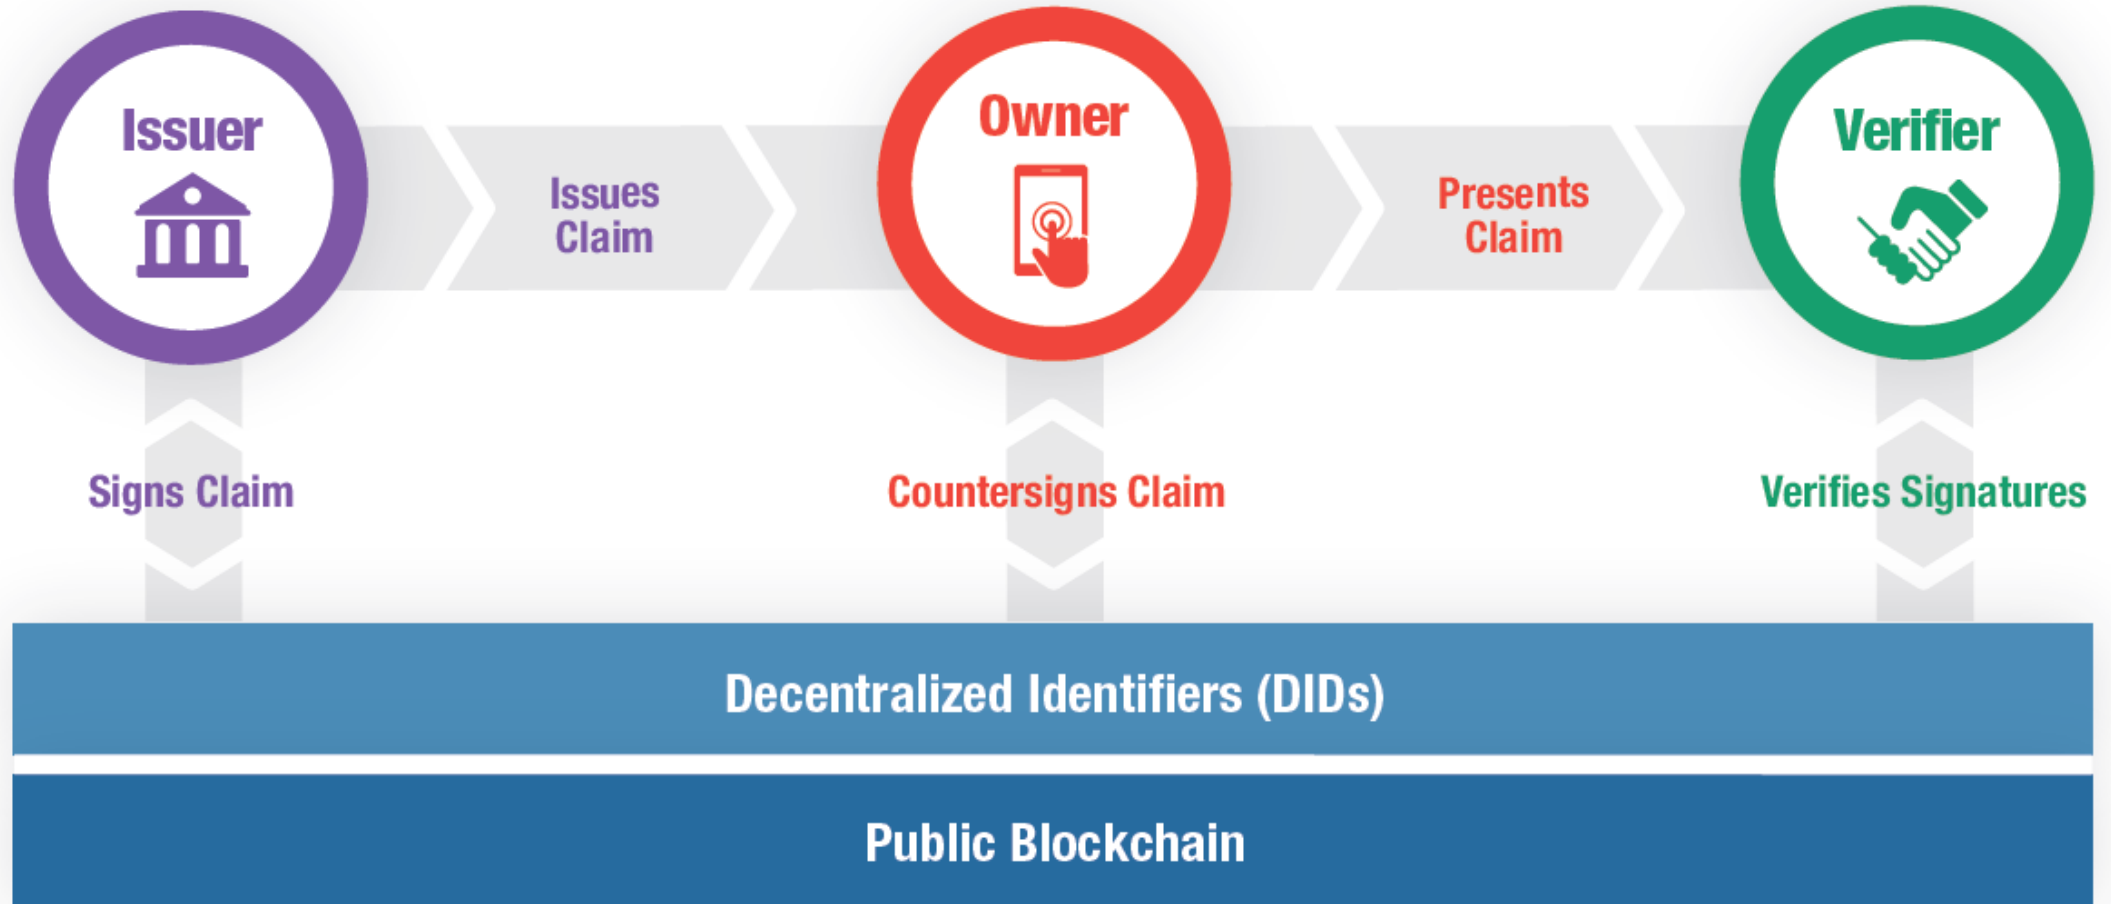 Issuer
Owner
Verifier
Issues
Claim
Presents
Claim
Signs Claim
Countersigns Claim
Verifies Signatures
Decentralized Identifiers (DIDs)
Public Blockchain